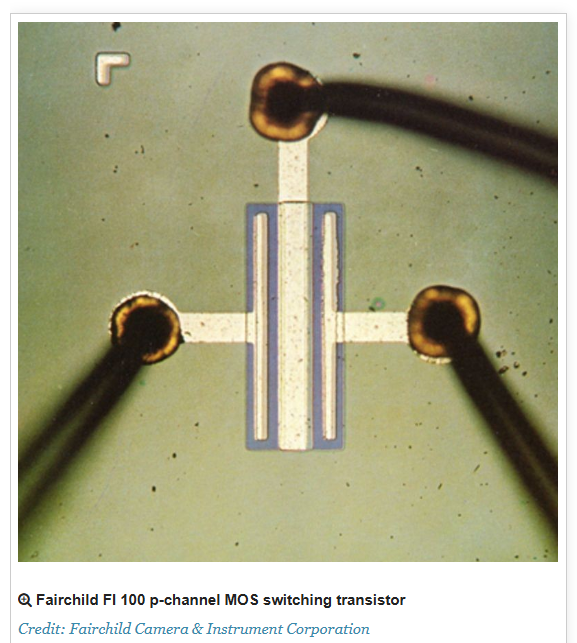 Fairchild FI 100 p-channel MOS switching transistor
Credit: Fairchild Camera & Instrument Corporation